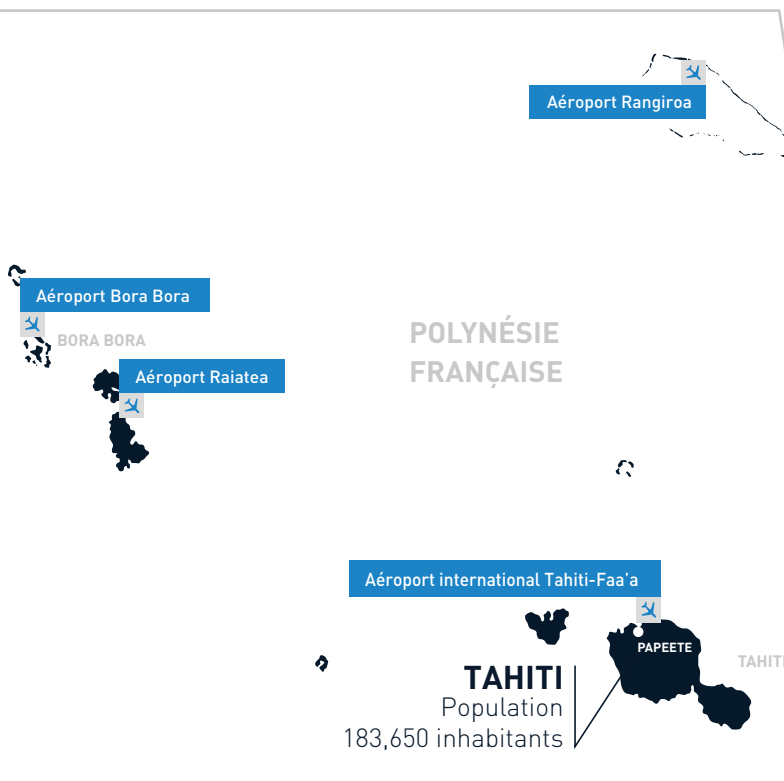 Aéroport Rangiroa
Aéroport Bora Bora
BORA BORA
Aéroport Raiatea
POLYNÉSIE
FRANÇAISE
Aéroport international Tahiti-Faa'a
PAPEETE
TAHITI
TAHITI
Population
183,650 inhabitants